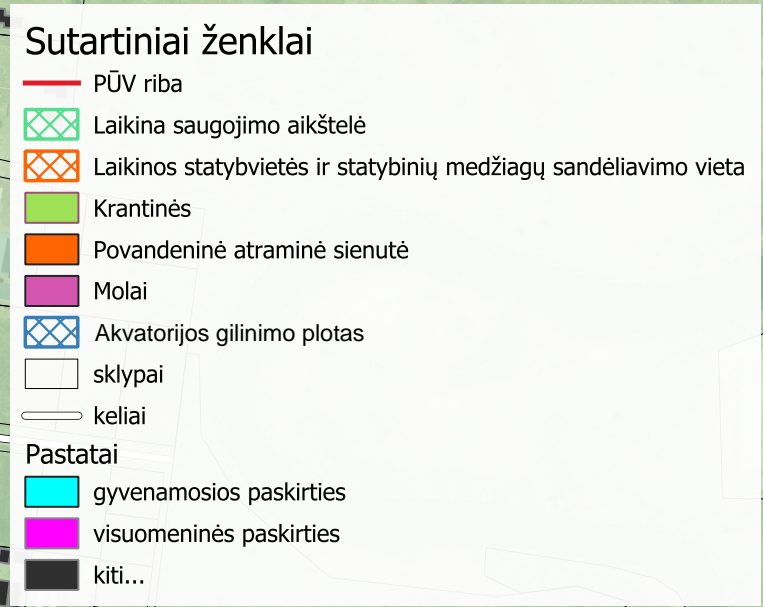 Sutartiniai ženklai
PŪV riba
Laikina saugojimo aikštelė
Laikinos statybvietės ir statybinių medžiagų sandėliavimo vieta
Krantinės
Povandeninė atraminė sienutė
Molai
Akvatorijos gilinimo plotas
sklypai
keliai
Pastatai
gyvenamosios paskirties
visuomeninės paskirties
kiti...